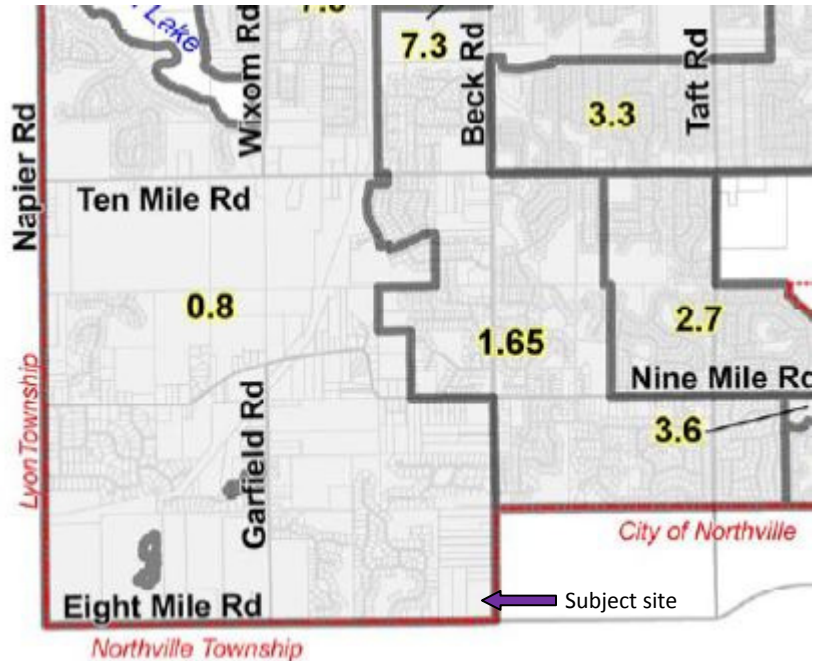 Lake
Wixom Rd
7.3
Beck Rd
Taft Rd
3.3
Napier Rd
Ten Mile Rd
0.8
1.65
2.7
Nine Mile Rd
3.6
Lyon Township
Garfield Rd
City of Northville
Eight Mile Rd
Subject site
Northville Township